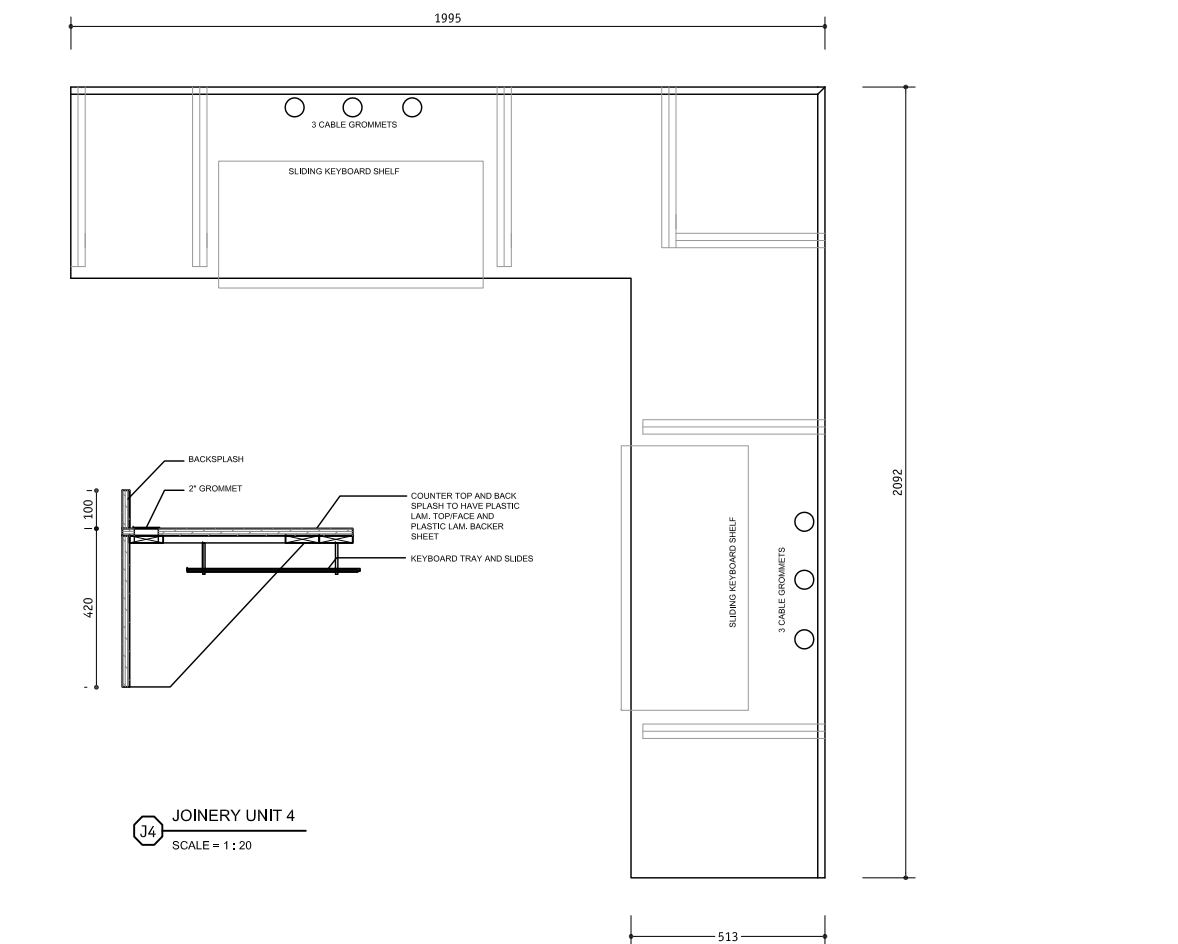 1995
3 CABLE GROMMETS
SLIDING KEYBOARD SHELF
2092
BACKSPLASH
2" GROMMET
100
COUNTER TOP AND BACK
SPLASH TO HAVE PLASTIC
LAM. TOP/FACE AND
PLASTIC LAM. BACKER
SHEET
KEYBOARD TRAY AND SLIDES
420
SLIDING KEYBOARD SHELF
3 CABLE GROMMETS
J4
JOINERY UNIT 4
SCALE = 1 : 20
513